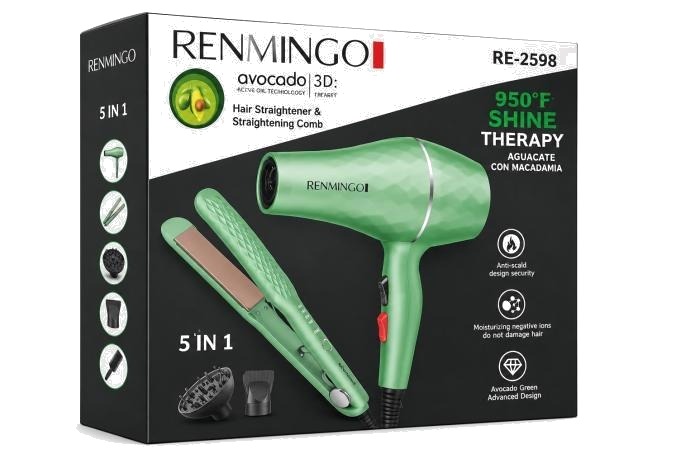 RENMINGO
5 IN 1
RENMINGO
avocado 3D:
ACTIVE OIL TECHNOLOGY THERAPY
Hair Straightener &
Straightening Comb
RE-2598
950°F
SHINE
THERAPY
AGUACATE
CON MACADAMIA
RENMINGO
Anti-scald
design security
Moisturizing negative ions
do not damage hair
Avocado Green
Advanced Design
5 IN 1
RENMINGO